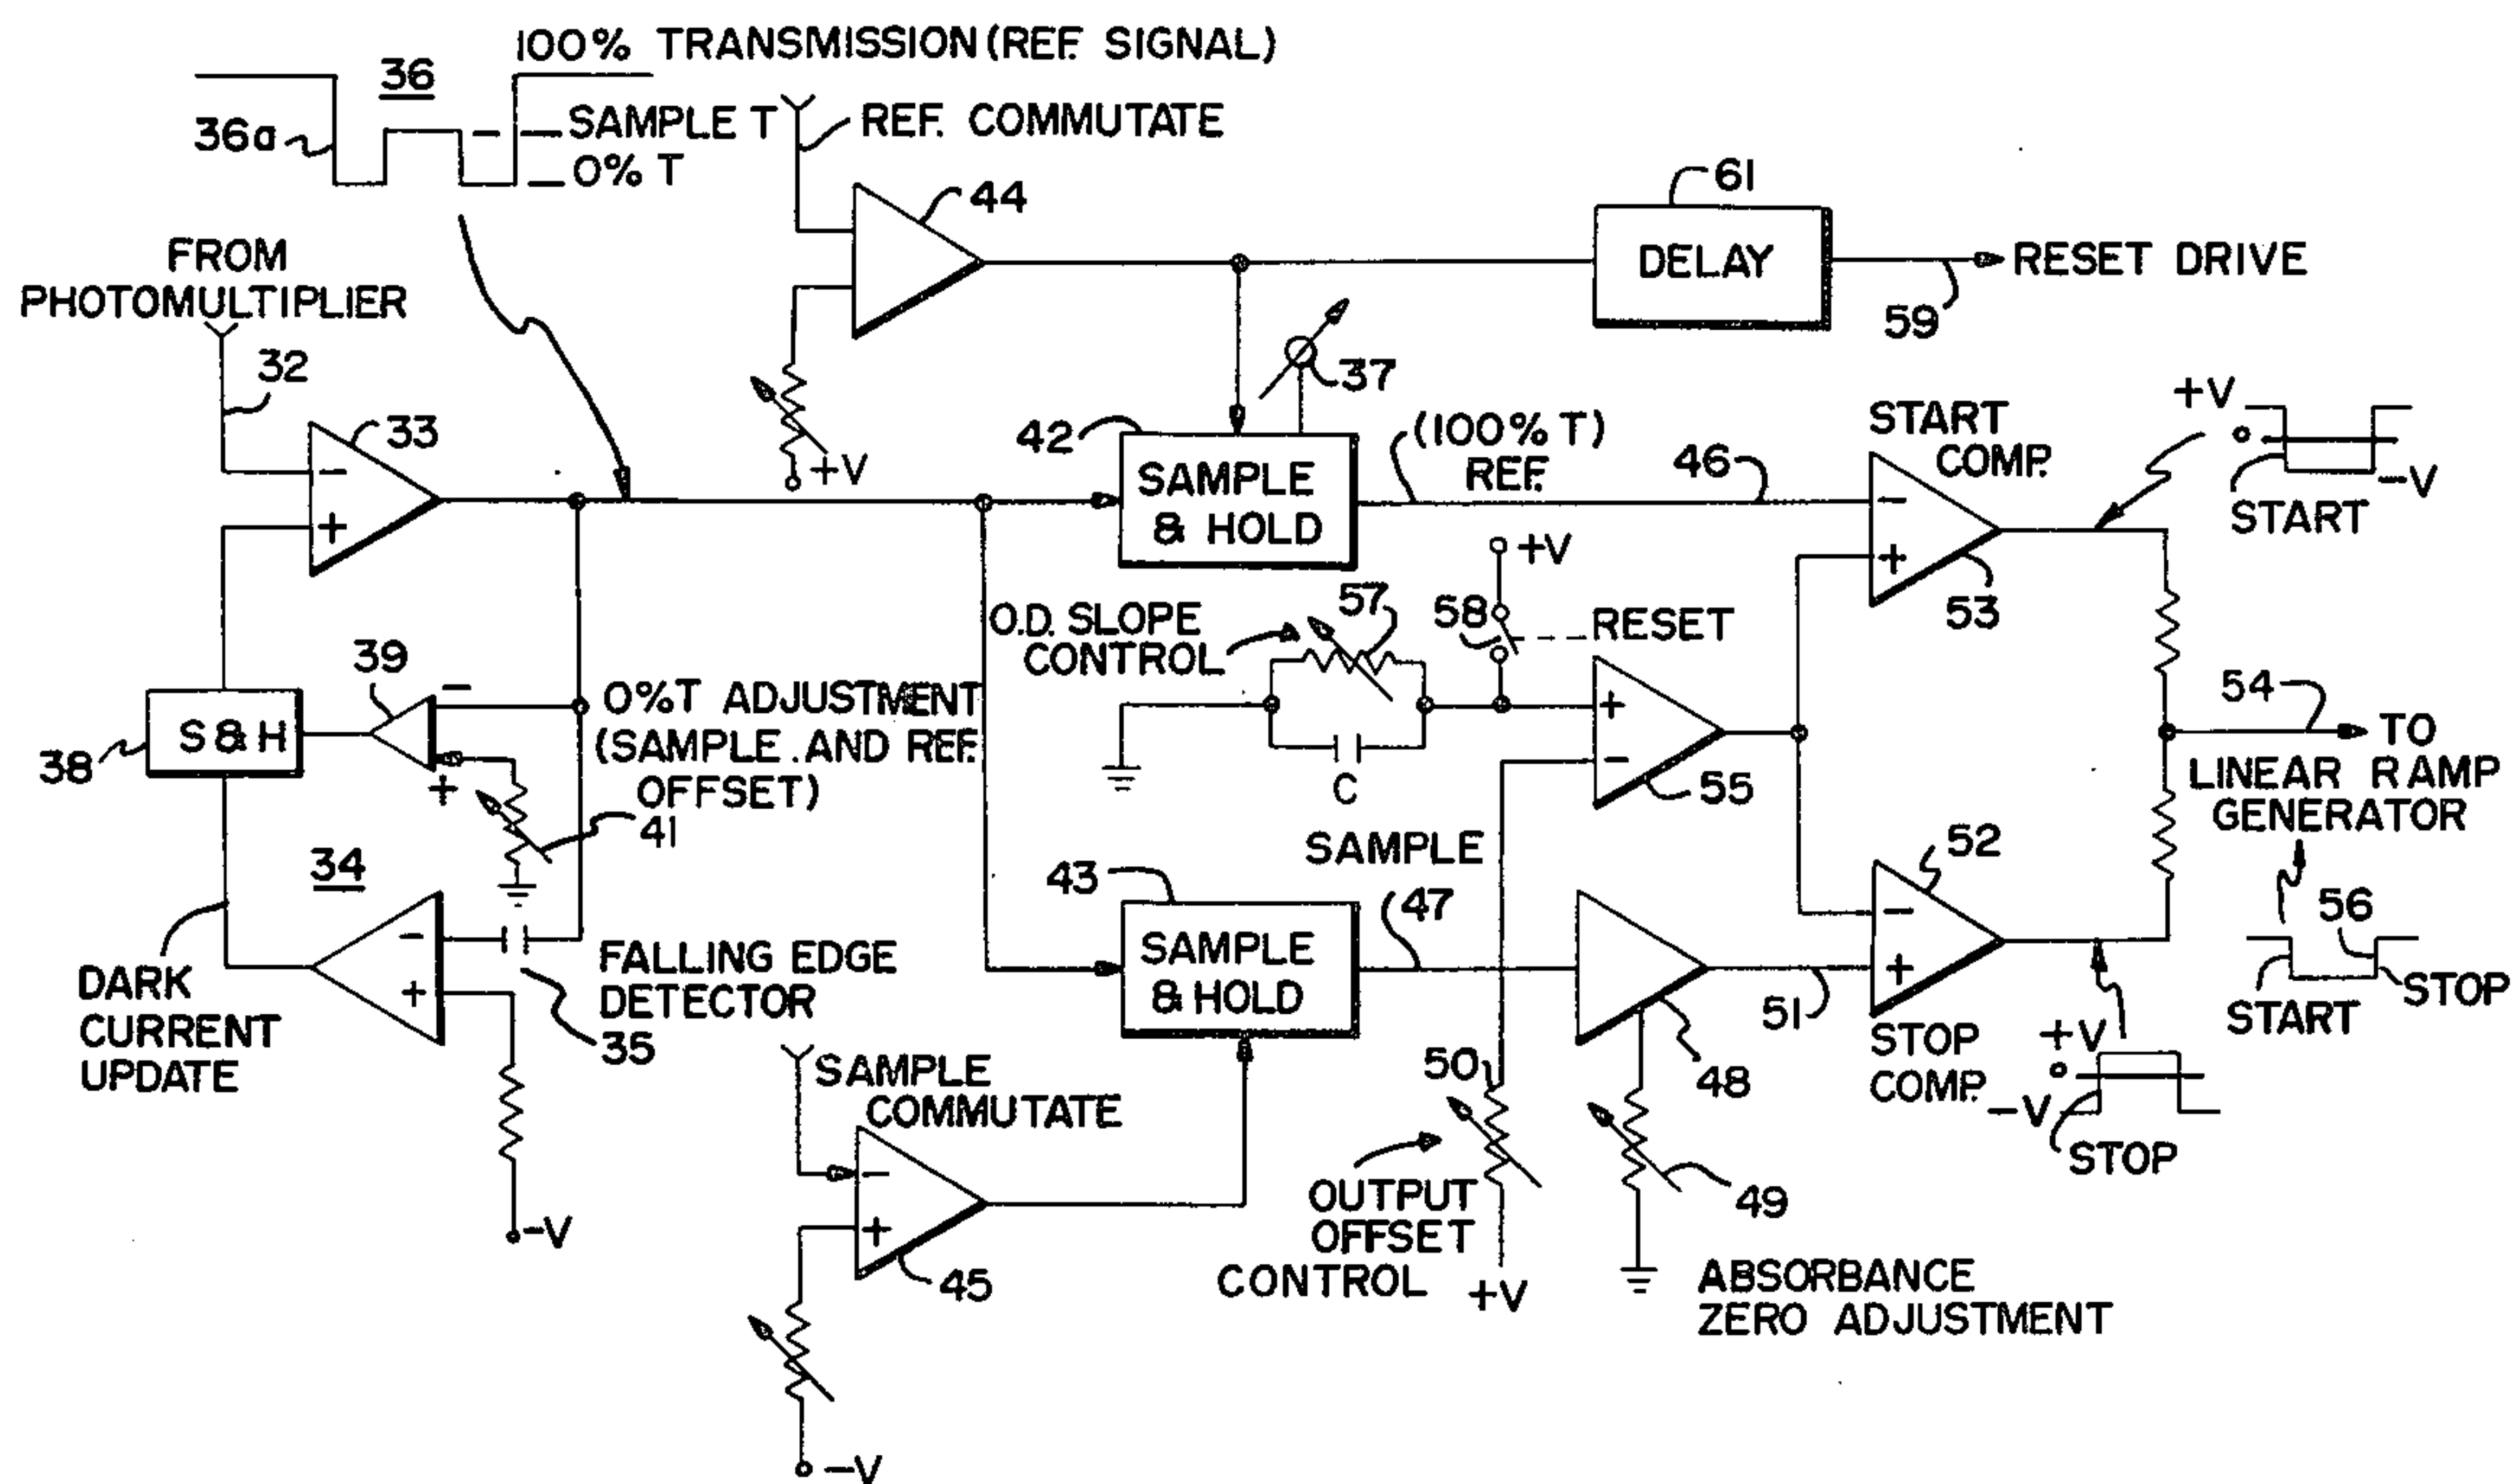 100% TRANSMISSION (REF. SIGNAL)
36
36a
SAMPLE T
0% T
REF. COMMUTATE
44
61
DELAY
RESET DRIVE
59
FROM
PHOTOMULTIPLIER
32
33
−
+
+V
37
42
SAMPLE
& HOLD
(100% T)
REF.
46
START
COMP.
−
+
53
+V
o
−V
START
39
−
+
S & H
38
0%T ADJUSTMENT
(SAMPLE AND REF.
OFFSET)
41
O.D. SLOPE
CONTROL
57
C
58
+V
RESET
+
−
55
54
TO
LINEAR RAMP
GENERATOR
56
START
STOP
34
−
+
DARK
CURRENT
UPDATE
FALLING EDGE
DETECTOR
35
−V
43
SAMPLE
& HOLD
SAMPLE
47
48
51
52
−
+
STOP
COMP.
+V
o
−V
STOP
SAMPLE
COMMUTATE
−
+
45
−V
50
OUTPUT
OFFSET
CONTROL
+V
49
ABSORBANCE
ZERO ADJUSTMENT